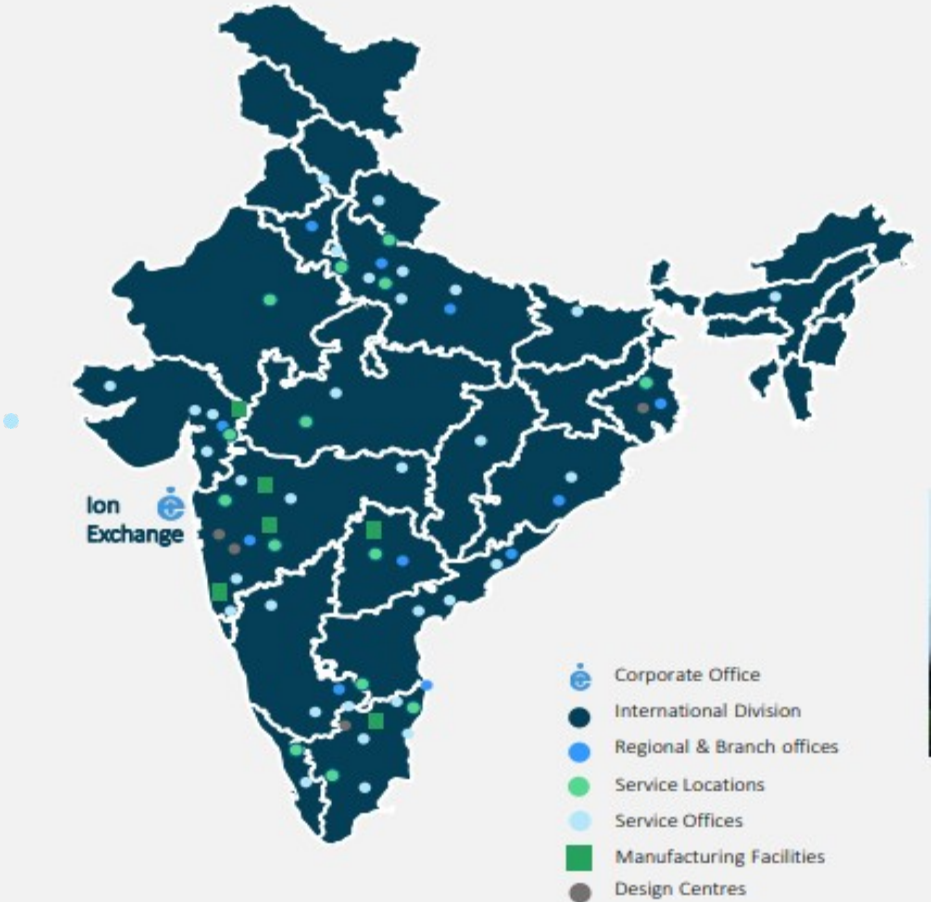 Ion
Exchange
Corporate Office
International Division
Regional & Branch offices
Service Locations
Service Offices
Manufacturing Facilities
Design Centres